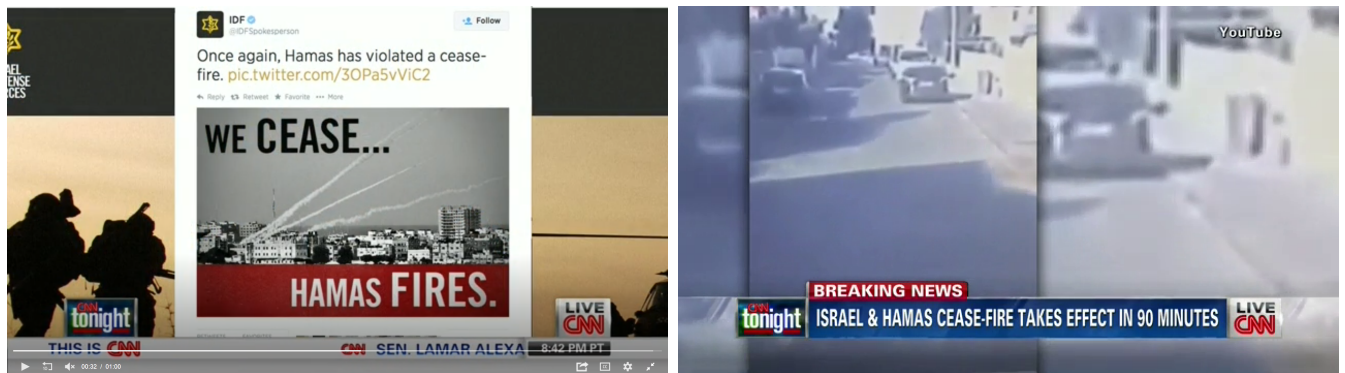 IDF
@IDFSpokesperson
Follow
Once again, Hamas has violated a cease-
fire. pic.twitter.com/3OPa5vViC2
Reply Retweet Favorite More
WE CEASE...
HAMAS FIRES.
CNN
tonight
LIVE
CNN
THIS IS CNN
CNN SEN. LAMAR ALEXA
8:42 PM PT
00:32 / 01:00
YouTube
BREAKING NEWS
CNN
tonight
ISRAEL & HAMAS CEASE-FIRE TAKES EFFECT IN 90 MINUTES
LIVE
CNN